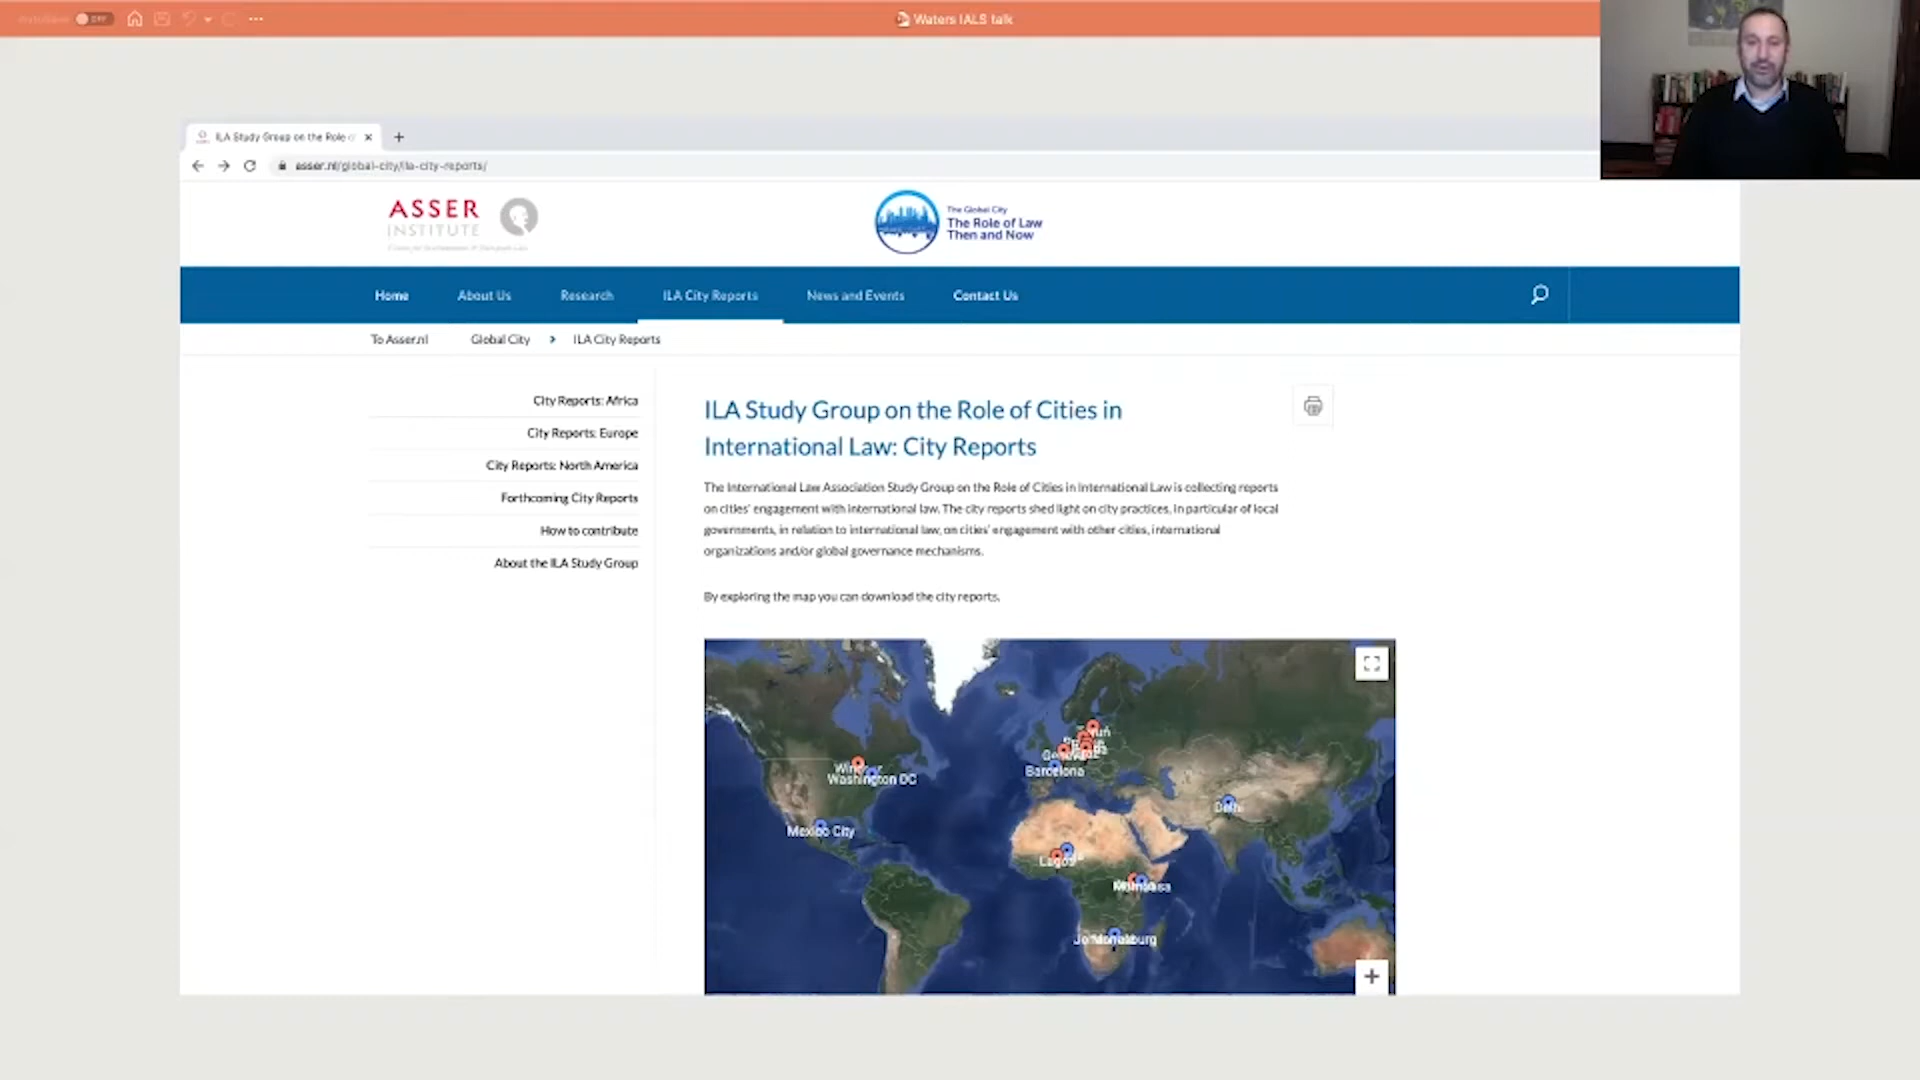 AutoSave OFF
Waters IALS talk
ILA Study Group on the Role o
asser.nl/global-city/ila-city-reports/
ASSER
INSTITUTE
The Global City
The Role of Law
Then and Now
Home About Us Research ILA City Reports News and Events Contact Us
To Asser.nl Global City > ILA City Reports
City Reports: Africa
City Reports: Europe
City Reports: North America
Forthcoming City Reports
How to contribute
About the ILA Study Group
ILA Study Group on the Role of Cities in
International Law: City Reports
The International Law Association Study Group on the Role of Cities in International Law is collecting reports
on cities' engagement with international law. The city reports shed light on city practices, in particular of local
governments, in relation to international law, on cities' engagement with other cities, international
organizations and/or global governance mechanisms.
By exploring the map you can download the city reports.
Washington DC
Barcelona
Delhi
Mexico City
Lagos